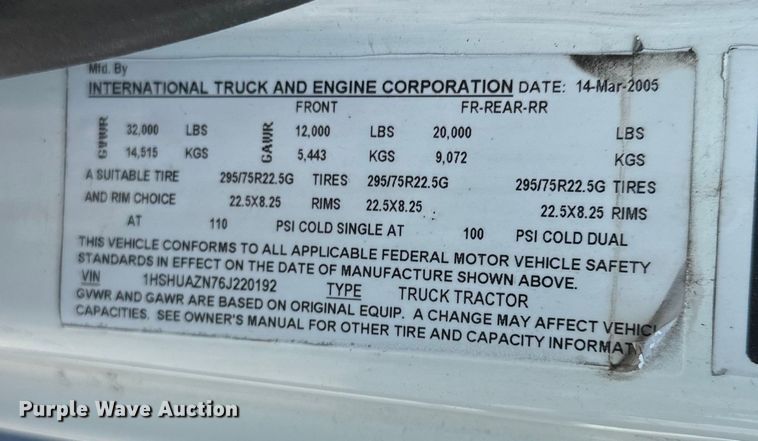 Mfd. By
INTERNATIONAL TRUCK AND ENGINE CORPORATION DATE: 14-Mar-2005
FRONT FR-REAR-RR
GVWR 32,000 LBS GAWR 12,000 LBS 20,000 LBS
14,515 KGS 5,443 KGS 9,072 KGS
A SUITABLE TIRE 295/75R22.5G TIRES 295/75R22.5G 295/75R22.5G TIRES
AND RIM CHOICE 22.5X8.25 RIMS 22.5X8.25 22.5X8.25 RIMS
AT 110 PSI COLD SINGLE AT 100 PSI COLD DUAL
THIS VEHICLE CONFORMS TO ALL APPLICABLE FEDERAL MOTOR VEHICLE SAFETY
STANDARDS IN EFFECT ON THE DATE OF MANUFACTURE SHOWN ABOVE.
VIN 1HSHUAZN76J220192 TYPE TRUCK TRACTOR
GVWR AND GAWR ARE BASED ON ORIGINAL EQUIP. A CHANGE MAY AFFECT VEHICL
CAPACITIES. SEE OWNER'S MANUAL FOR OTHER TIRE AND CAPACITY INFORMAT
Purple Wave Auction